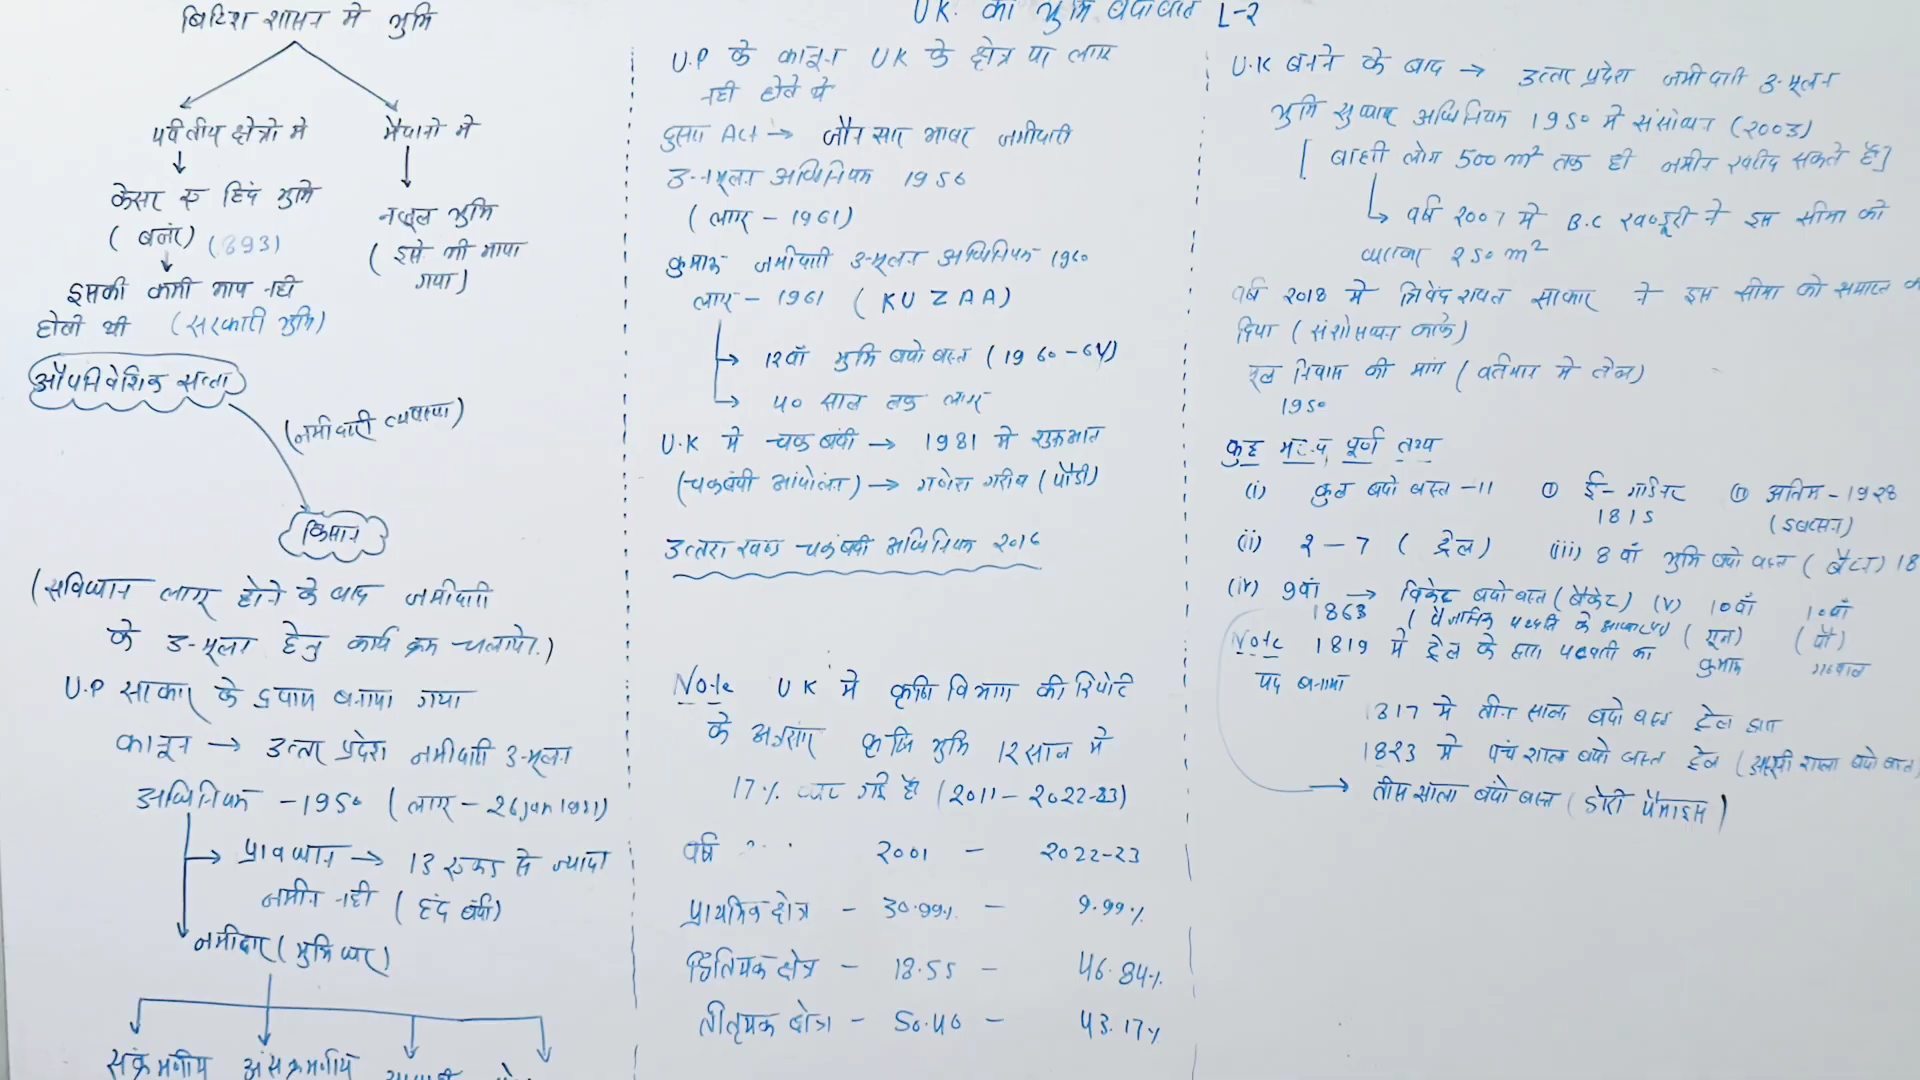 UK. का भूमि बंदोबस्त L-2
ब्रिटिश शासन मे भूमि
पर्वतीय क्षेत्रो मे
मैदानो मे
केसर ए हिंद भूमि
(बनी) (1893)
इसकी कभी माप नही
होती थी (सरकारी भूमि)
नजूल भूमि
(इसे भी मापा
गया)
औपनिवेशिक सत्ता
(जमीदारी व्यवस्था)
किसान
(संविधान लागू होने के बाद जमीदारी
के उन्मूलन हेतु कार्य क्रम चलाये)
U.P सरकार के द्वारा बनाया गया
कानून → उत्तर प्रदेश जमीदारी उन्मूलन
अधिनियम - 1950 (लागू - 26 Jan 1951)
प्रावधान → 13 एकड से ज्यादा
जमीन नही (हद बंदी)
जमीदार (भूमि धर)
संक्रमणीय असंक्रमणीय
U.P के कानून UK के क्षेत्र पर लागू
नही होते थे
दुसरा Act → जौनसार भाबर जमीदारी
उन्मूलन अधिनियम 1956
(लागू - 1961)
कुमाऊ जमीदारी उन्मूलन अधिनियम 1960
लागू - 1961 (KUZAA)
12वाँ भूमि बंदोबस्त (1960-64)
40 साल तक लागू
U.K मे चकबंदी → 1981 मे शुरूआत
(चकबंदी आंदोलन) → गणेश गरीब (पौडी)
उत्तराखण्ड चकबंदी अधिनियम 2016
Note UK मे कृषि विभाग की रिपोर्ट
के अनुसार कृषि भूमि 12 साल मे
17% घट गई है (2011 - 2022-23)
वर्ष 2001 - 2022-23
प्राथमिक क्षेत्र - 30.99% - 9.99%
द्वितियक क्षेत्र - 18.55 - 46.84%
तीतृयक क्षेत्र - 50.46 - 43.17%
U.K बनने के बाद → उत्तर प्रदेश जमीदारी उन्मूलन
भूमि सुधार अधिनियम 1950 मे संसोधन (2003)
[बाहरी लोग 500 m² तक ही जमीन खरीद सकते है]
वर्ष 2007 मे B.C खण्डूरी ने इस सीमा को
घटाकर 250 m²
वर्ष 2018 मे त्रिवेंद्र रावत सरकार ने इस सीमा को समाप्त क
दिया (संशोधन करके)
मूल निवास की मांग (वर्तमान मे तेज)
1950
कुछ महत्व पूर्ण तथ्य
(i) कुल बंदोबस्त - 11 ① ई- गार्डनर ⑪ अंतिम - 1928
1815 (इबटसन)
(ii) 2 - 7 (ट्रेल) (iii) 8 वाँ भूमि बंदोबस्त (बैटन) 18
(iv) 9वाँ → विकेट बंदोबस्त (बैकेट) (v) 10वाँ 10वाँ
1863 (वैज्ञानिक पद्धति के आधार पर) (गून) (पौ)
कुमाऊ गढवाल
Note 1819 मे ट्रेल के द्वारा पटवारी का
पद बनाया
1817 मे तीन साला बंदोबस्त ट्रेल द्वारा
1823 मे पंच साला बंदोबस्त ट्रेल (अस्सी साला बंदोबस्त)
तीस साला बंदोबस्त (डोरी पैमाइस)